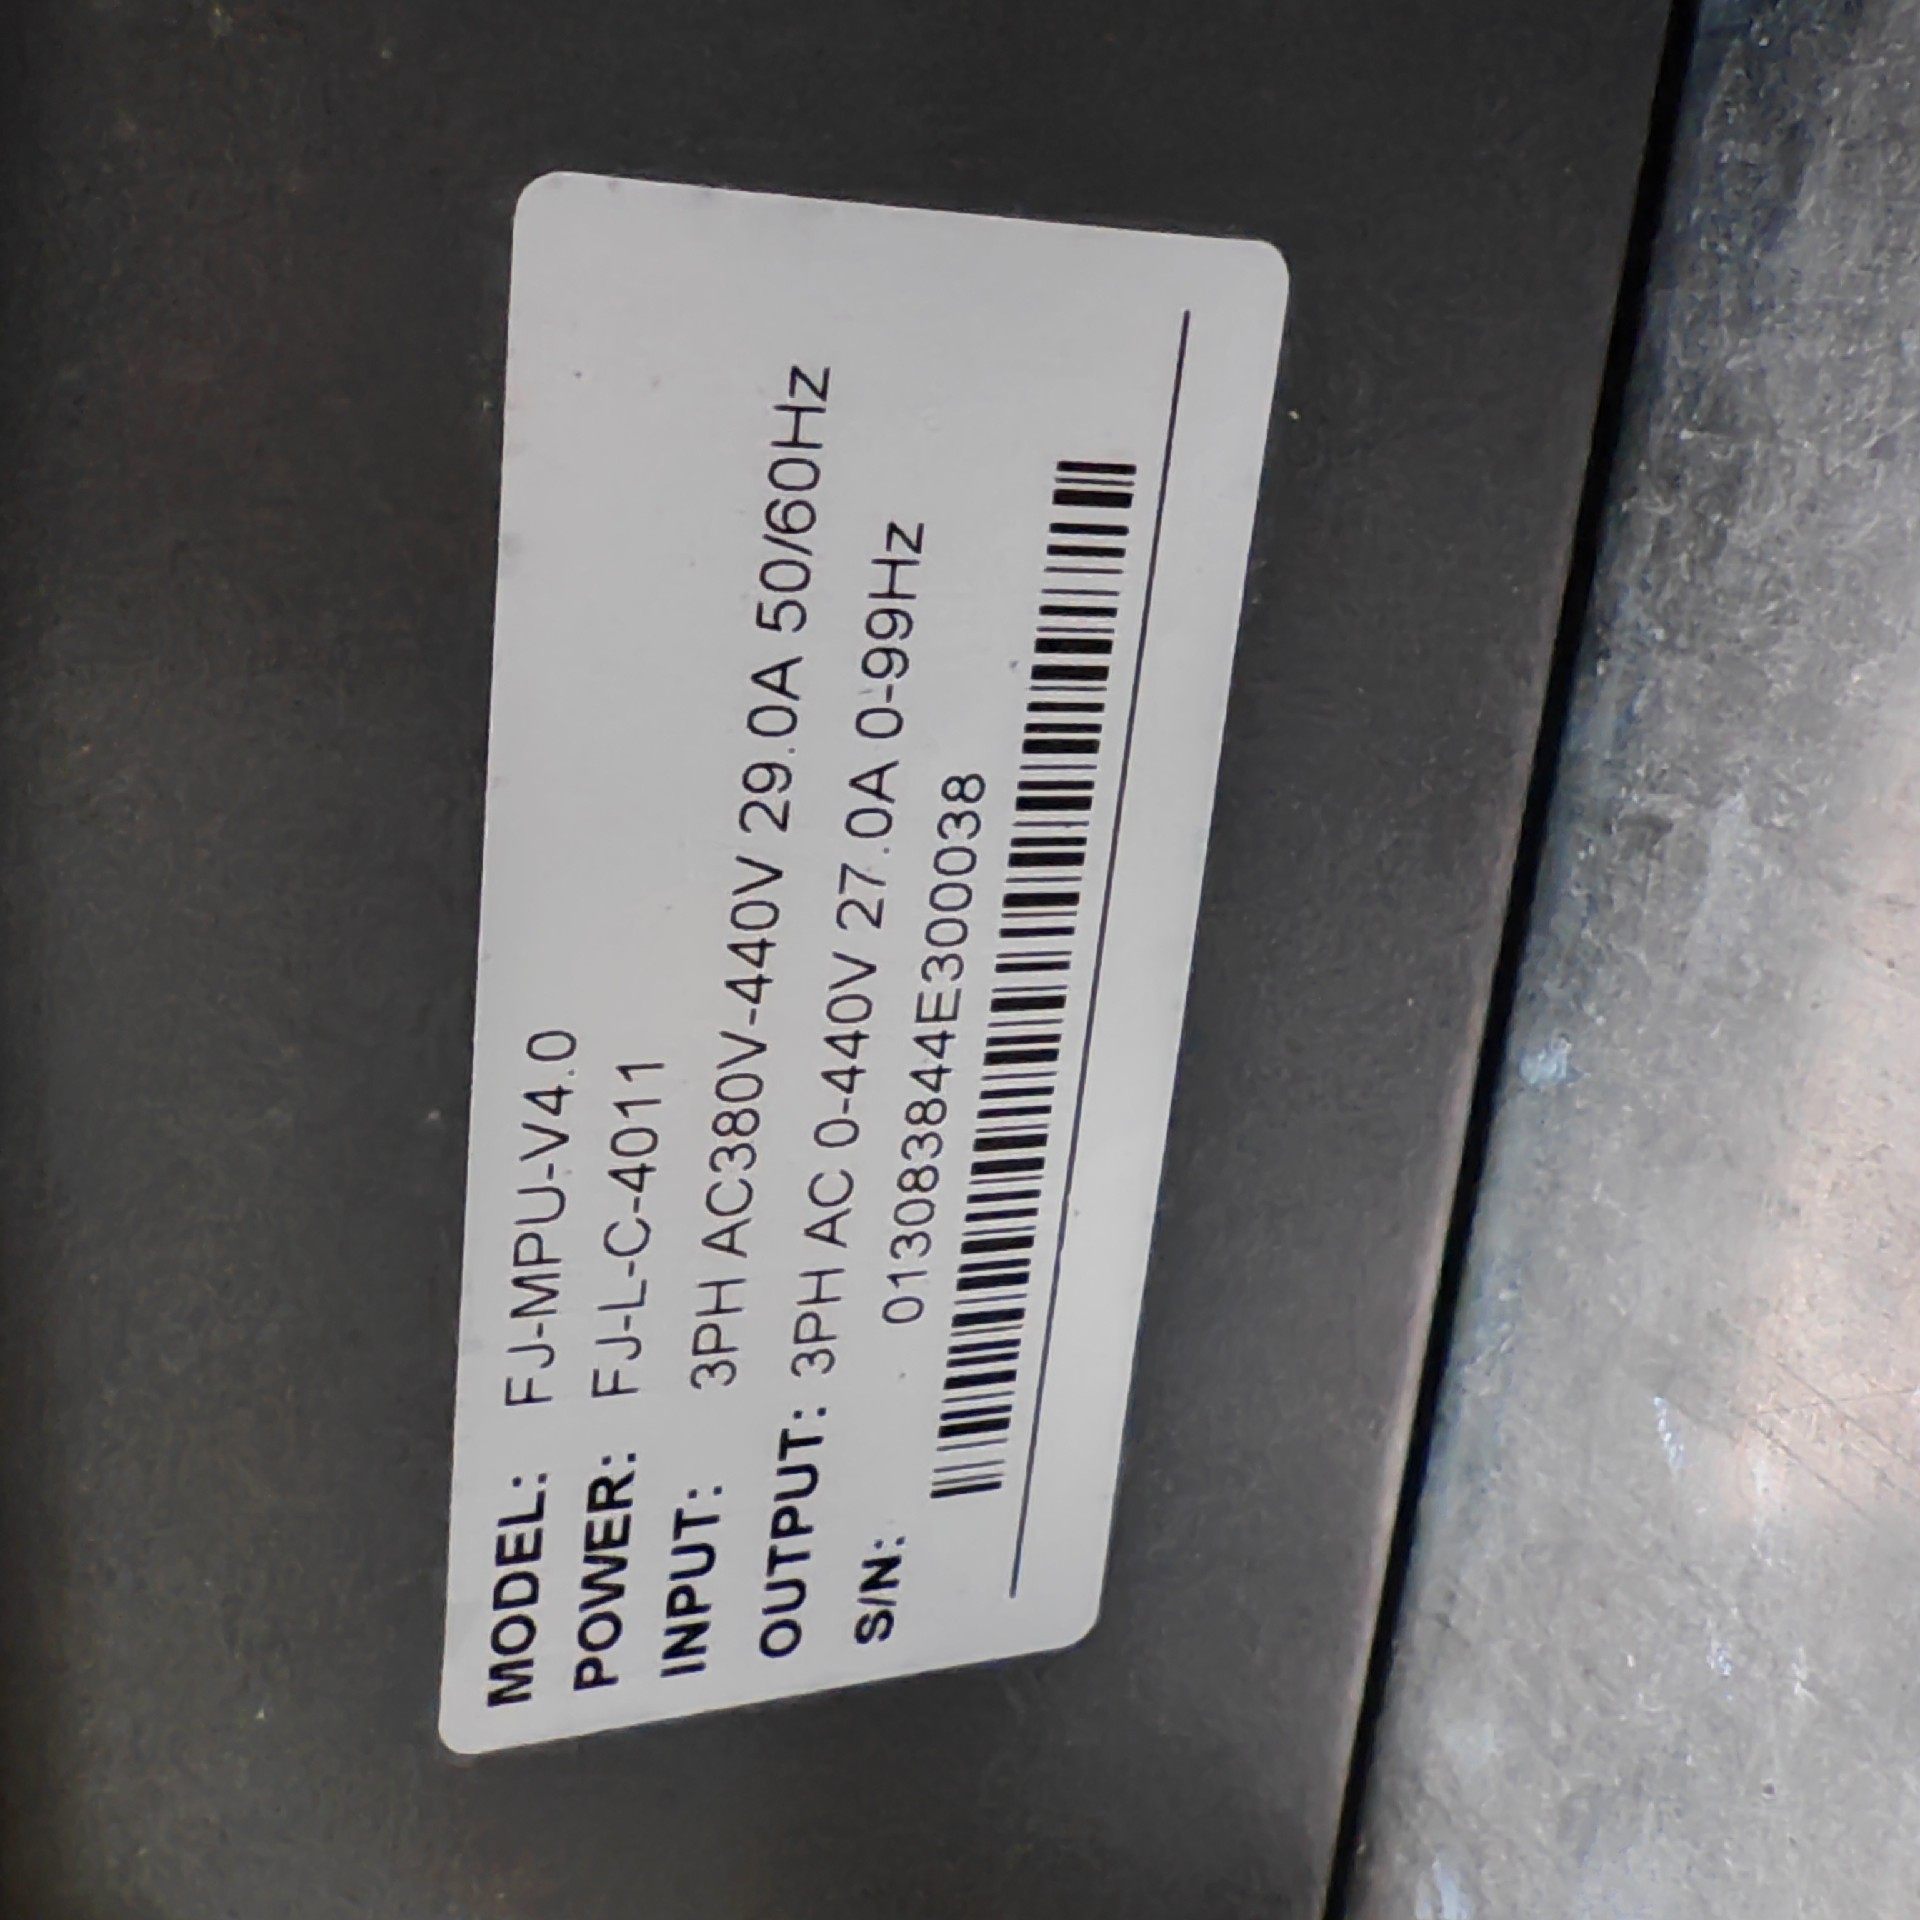 MODEL: FJ-MPU-V4.0
POWER: FJ-L-C-4011
INPUT: 3PH AC380V-440V 29.0A 50/60Hz
OUTPUT: 3PH AC 0-440V 27.0A 0-99Hz
S/N: 013083844E300038